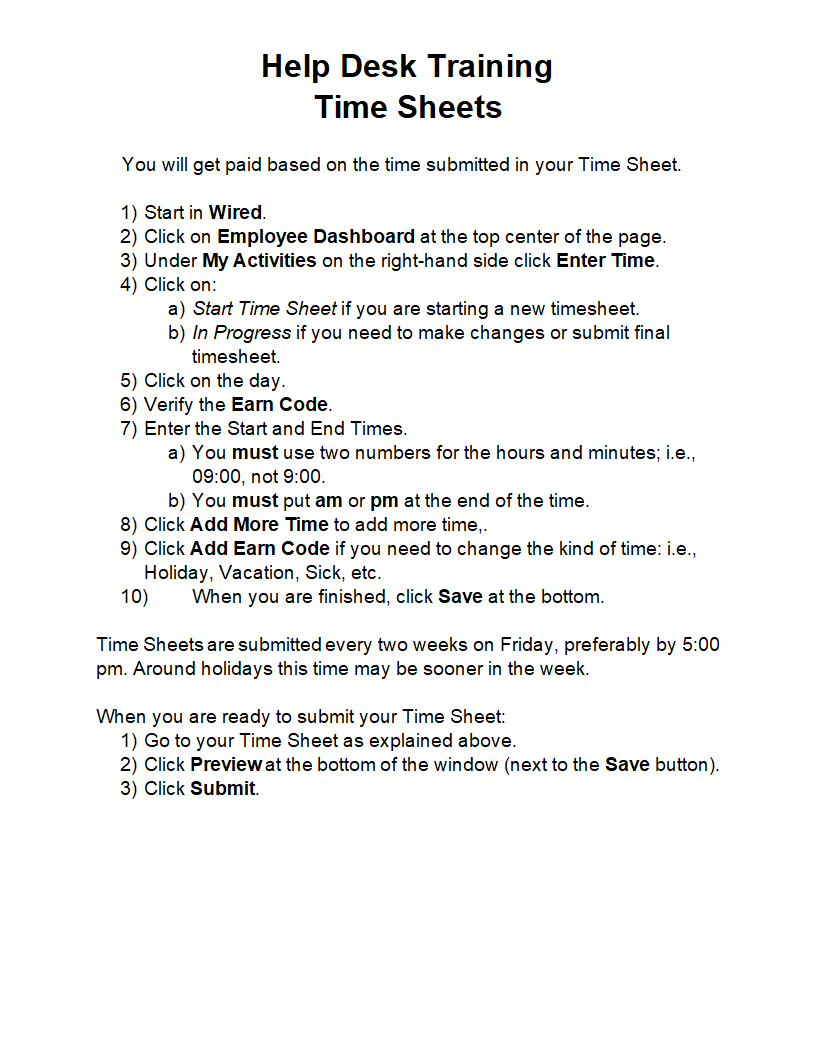 Help Desk Training
Time Sheets
You will get paid based on the time submitted in your Time Sheet.
1) Start in Wired.
2) Click on Employee Dashboard at the top center of the page.
3) Under My Activities on the right-hand side click Enter Time.
4) Click on:
a) Start Time Sheet if you are starting a new timesheet.
b) In Progress if you need to make changes or submit final
timesheet.
5) Click on the day.
6) Verify the Earn Code.
7) Enter the Start and End Times.
a) You must use two numbers for the hours and minutes; i.e.,
09:00, not 9:00.
b) You must put am or pm at the end of the time.
8) Click Add More Time to add more time,.
9) Click Add Earn Code if you need to change the kind of time: i.e.,
Holiday, Vacation, Sick, etc.
10) When you are finished, click Save at the bottom.
Time Sheets are submitted every two weeks on Friday, preferably by 5:00
pm. Around holidays this time may be sooner in the week.
When you are ready to submit your Time Sheet:
1) Go to your Time Sheet as explained above.
2) Click Preview at the bottom of the window (next to the Save button).
3) Click Submit.